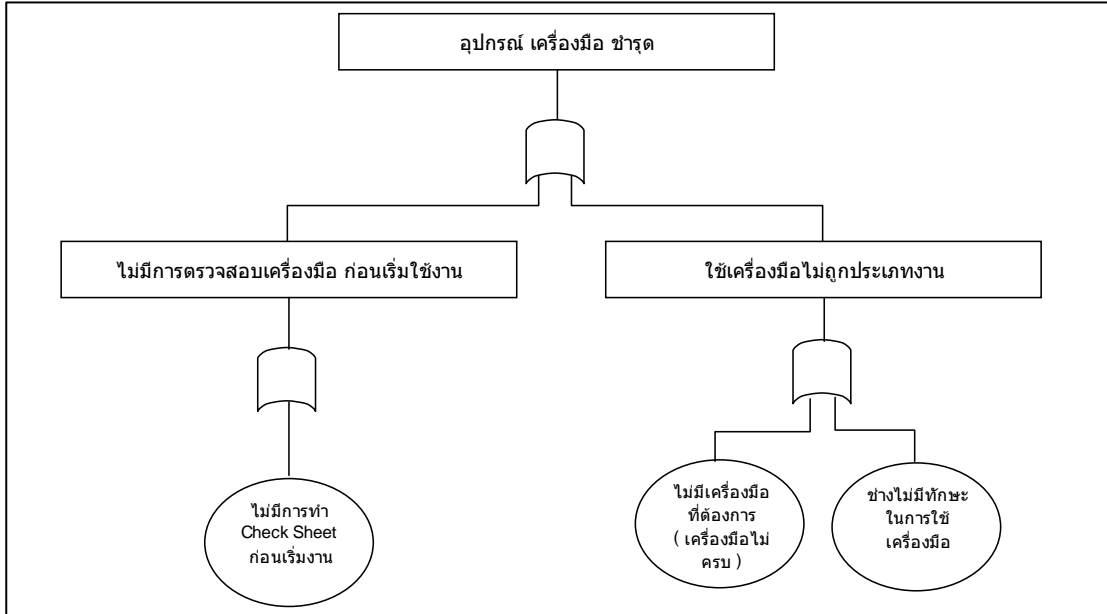 อุปกรณ์ เครื่องมือ ชำรุด
ไม่มีการตรวจสอบเครื่องมือ ก่อนเริ่มใช้งาน
ใช้เครื่องมือไม่ถูกประเภทงาน
ไม่มีการทำ
Check Sheet
ก่อนเริ่มงาน
ไม่มีเครื่องมือ
ที่ต้องการ
( เครื่องมือไม่
ครบ )
ช่างไม่มีทักษะ
ในการใช้
เครื่องมือ